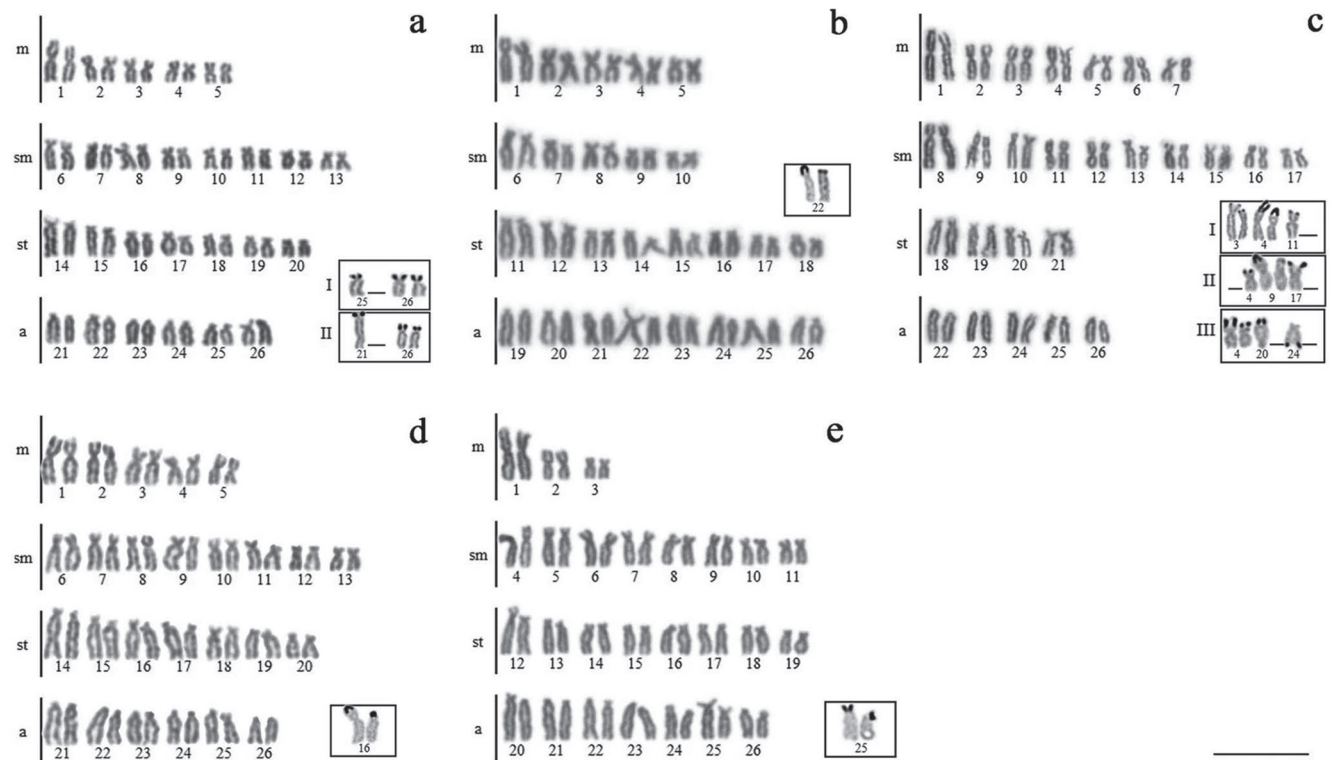 a
m
1 2 3 4 5
sm
6 7 8 9 10 11 12 13
st
14 15 16 17 18 19 20
a
21 22 23 24 25 26
I
25 26
II
21 26
b
m
1 2 3 4 5
sm
6 7 8 9 10
22
st
11 12 13 14 15 16 17 18
a
19 20 21 22 23 24 25 26
c
m
1 2 3 4 5 6 7
sm
8 9 10 11 12 13 14 15 16 17
st
18 19 20 21
a
22 23 24 25 26
I
3 4 11
II
4 9 17
III
4 20 24
d
m
1 2 3 4 5
sm
6 7 8 9 10 11 12 13
st
14 15 16 17 18 19 20
a
21 22 23 24 25 26
16
e
m
1 2 3
sm
4 5 6 7 8 9 10 11
st
12 13 14 15 16 17 18 19
a
20 21 22 23 24 25 26
25